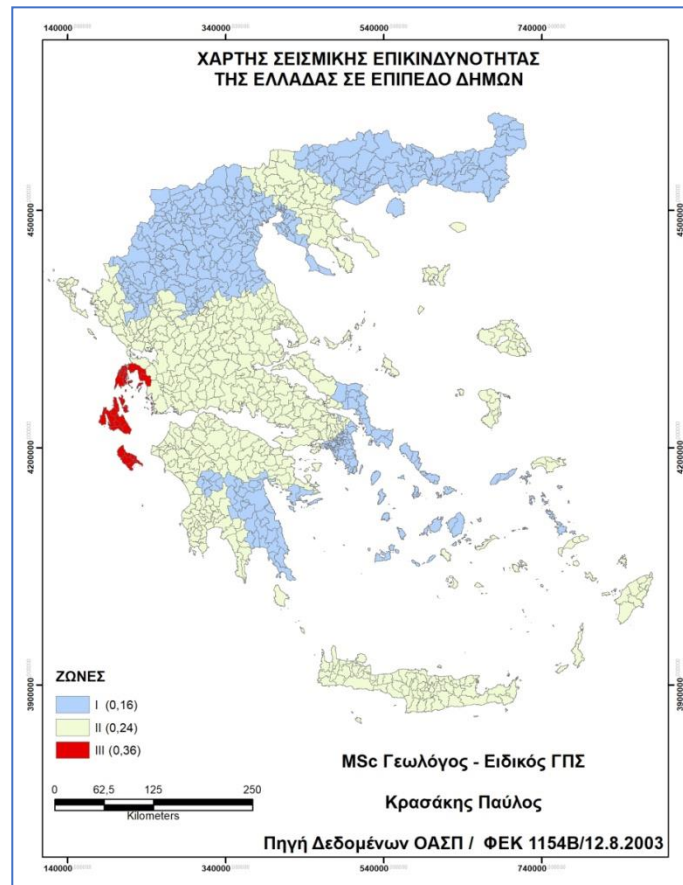 140000 340000 540000 740000
ΧΑΡΤΗΣ ΣΕΙΣΜΙΚΗΣ ΕΠΙΚΙΝΔΥΝΟΤΗΤΑΣ
ΤΗΣ ΕΛΛΑΔΑΣ ΣΕ ΕΠΙΠΕΔΟ ΔΗΜΩΝ
4500000 4500000
4200000 4200000
3900000 3900000
ΖΩΝΕΣ
I (0,16)
II (0,24)
III (0,36)
0 62,5 125 250
Kilometers
MSc Γεωλόγος - Ειδικός ΓΠΣ
Κρασάκης Παύλος
Πηγή Δεδομένων ΟΑΣΠ / ΦΕΚ 1154Β/12.8.2003
140000 340000 540000 740000